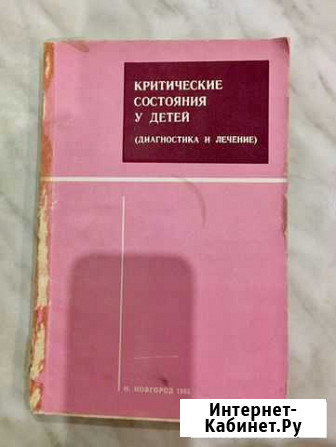 КРИТИЧЕСКИЕ
СОСТОЯНИЯ
У ДЕТЕЙ
(ДИАГНОСТИКА И ЛЕЧЕНИЕ)
Н. НОВГОРОД
Интернет-
Кабинет.Ру